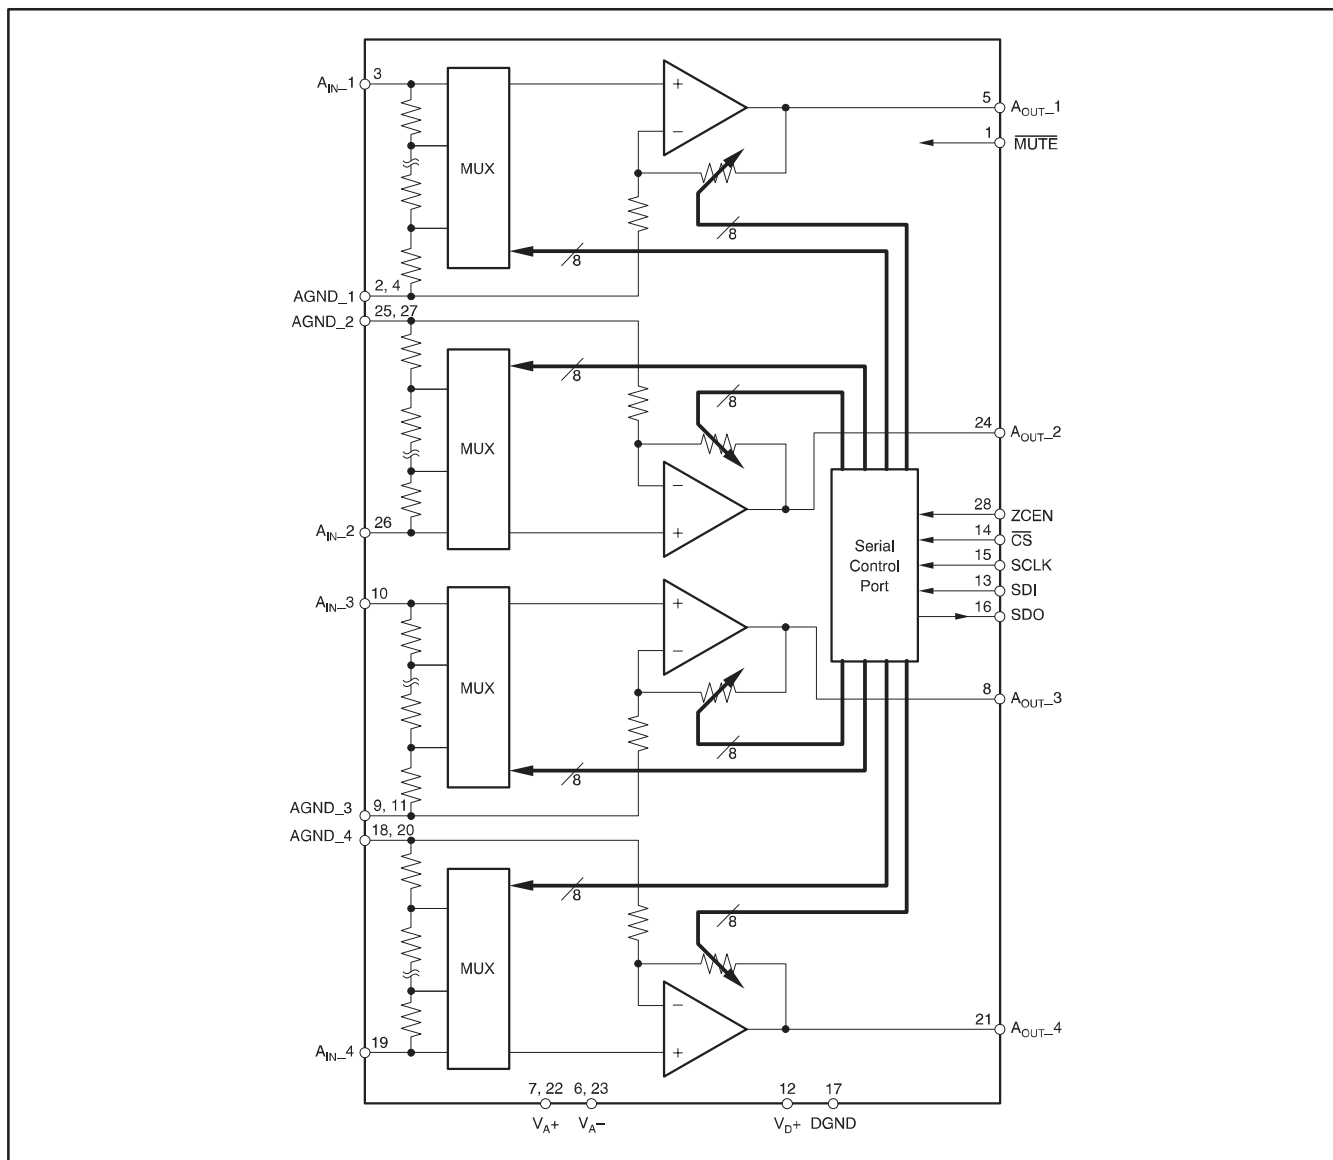 A_IN_1
3
MUX
+
−
5
A_OUT_1
1
MUTE
8
8
AGND_1
2, 4
AGND_2
25, 27
8
8
MUX
24
A_OUT_2
−
+
A_IN_2
26
Serial
Control
Port
28
ZCEN
14
CS
15
SCLK
13
SDI
16
SDO
A_IN_3
10
MUX
+
−
8
A_OUT_3
8
8
AGND_3
9, 11
AGND_4
18, 20
8
8
MUX
−
+
21
A_OUT_4
A_IN_4
19
7, 22
6, 23
12
17
V_A+
V_A−
V_D+
DGND